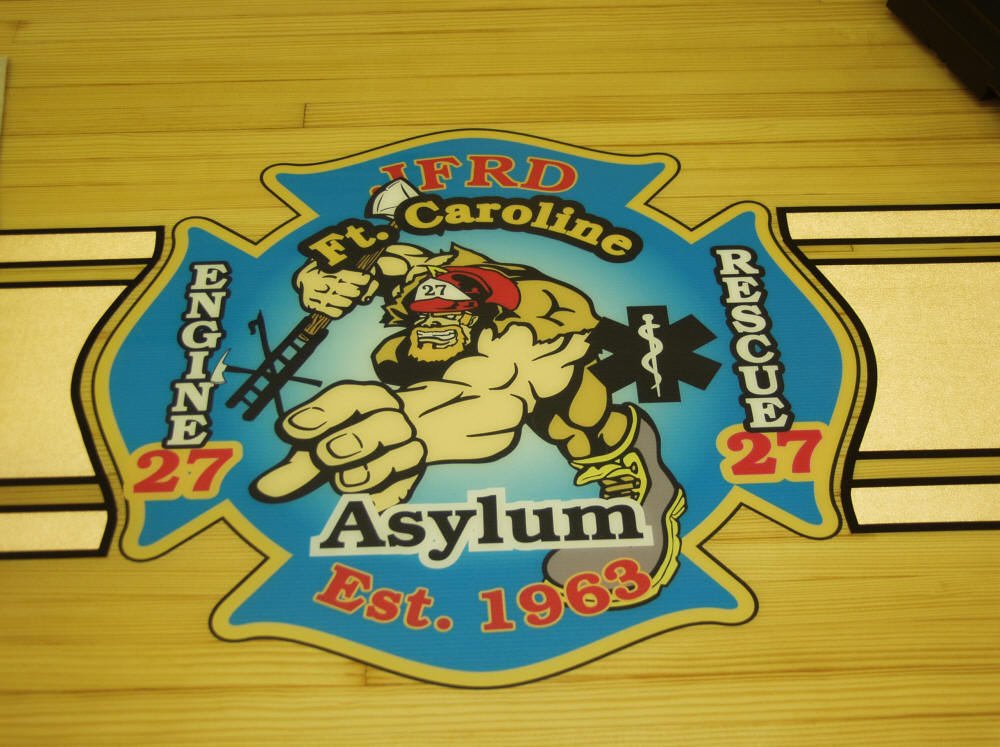 JFRD
Ft. Caroline
27
ENGINE
27
RESCUE
27
Asylum
Est. 1963